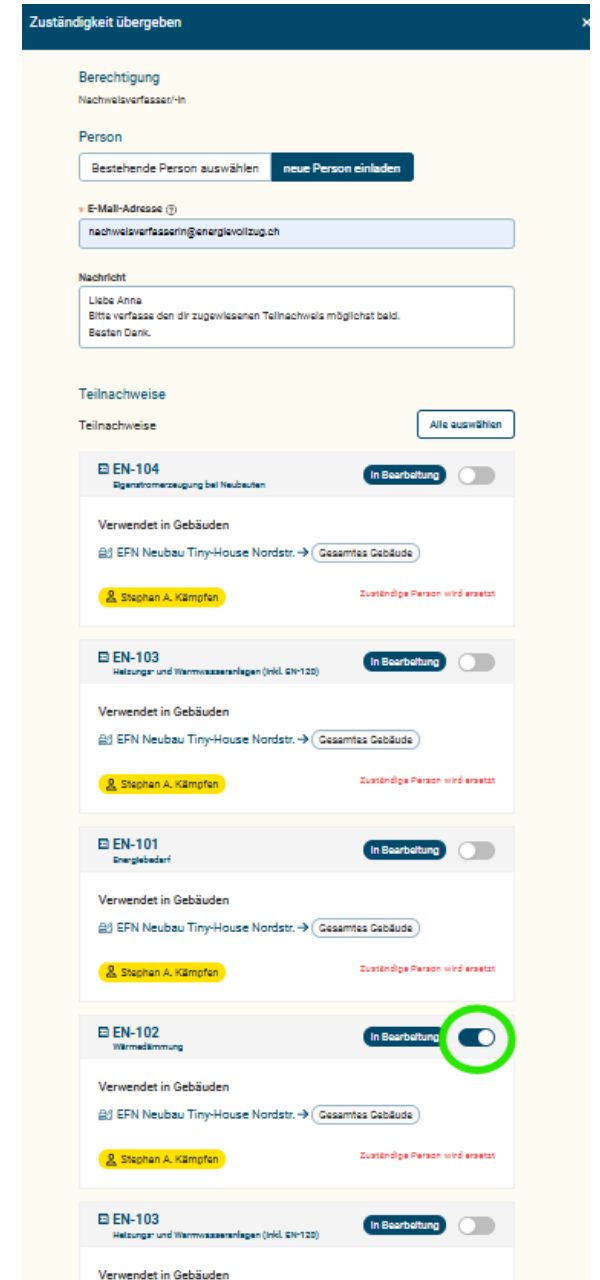 Zuständigkeit übergeben
Berechtigung
Nachweisverfasser/-in
Person
Bestehende Person auswählen neue Person einladen
* E-Mail-Adresse
nachweisverfasserin@energievollzug.ch
Nachricht
Liebe Anna
Bitte verfasse den dir zugewiesenen Teilnachweis möglichst bald.
Besten Dank.
Teilnachweise
Teilnachweise Alle auswählen
EN-104 In Bearbeitung
Eigenstromerzeugung bei Neubauten
Verwendet in Gebäuden
EFN Neubau Tiny-House Nordstr. → Gesamtes Gebäude
Stephan A. Kämpfen Zuständige Person wird ersetzt
EN-103 In Bearbeitung
Heizungs- und Warmwasseranlagen (inkl. EN-120)
Verwendet in Gebäuden
EFN Neubau Tiny-House Nordstr. → Gesamtes Gebäude
Stephan A. Kämpfen Zuständige Person wird ersetzt
EN-101 In Bearbeitung
Energiebedarf
Verwendet in Gebäuden
EFN Neubau Tiny-House Nordstr. → Gesamtes Gebäude
Stephan A. Kämpfen Zuständige Person wird ersetzt
EN-102 In Bearbeitung
Wärmedämmung
Verwendet in Gebäuden
EFN Neubau Tiny-House Nordstr. → Gesamtes Gebäude
Stephan A. Kämpfen Zuständige Person wird ersetzt
EN-103 In Bearbeitung
Heizungs- und Warmwasseranlagen (inkl. EN-120)
Verwendet in Gebäuden